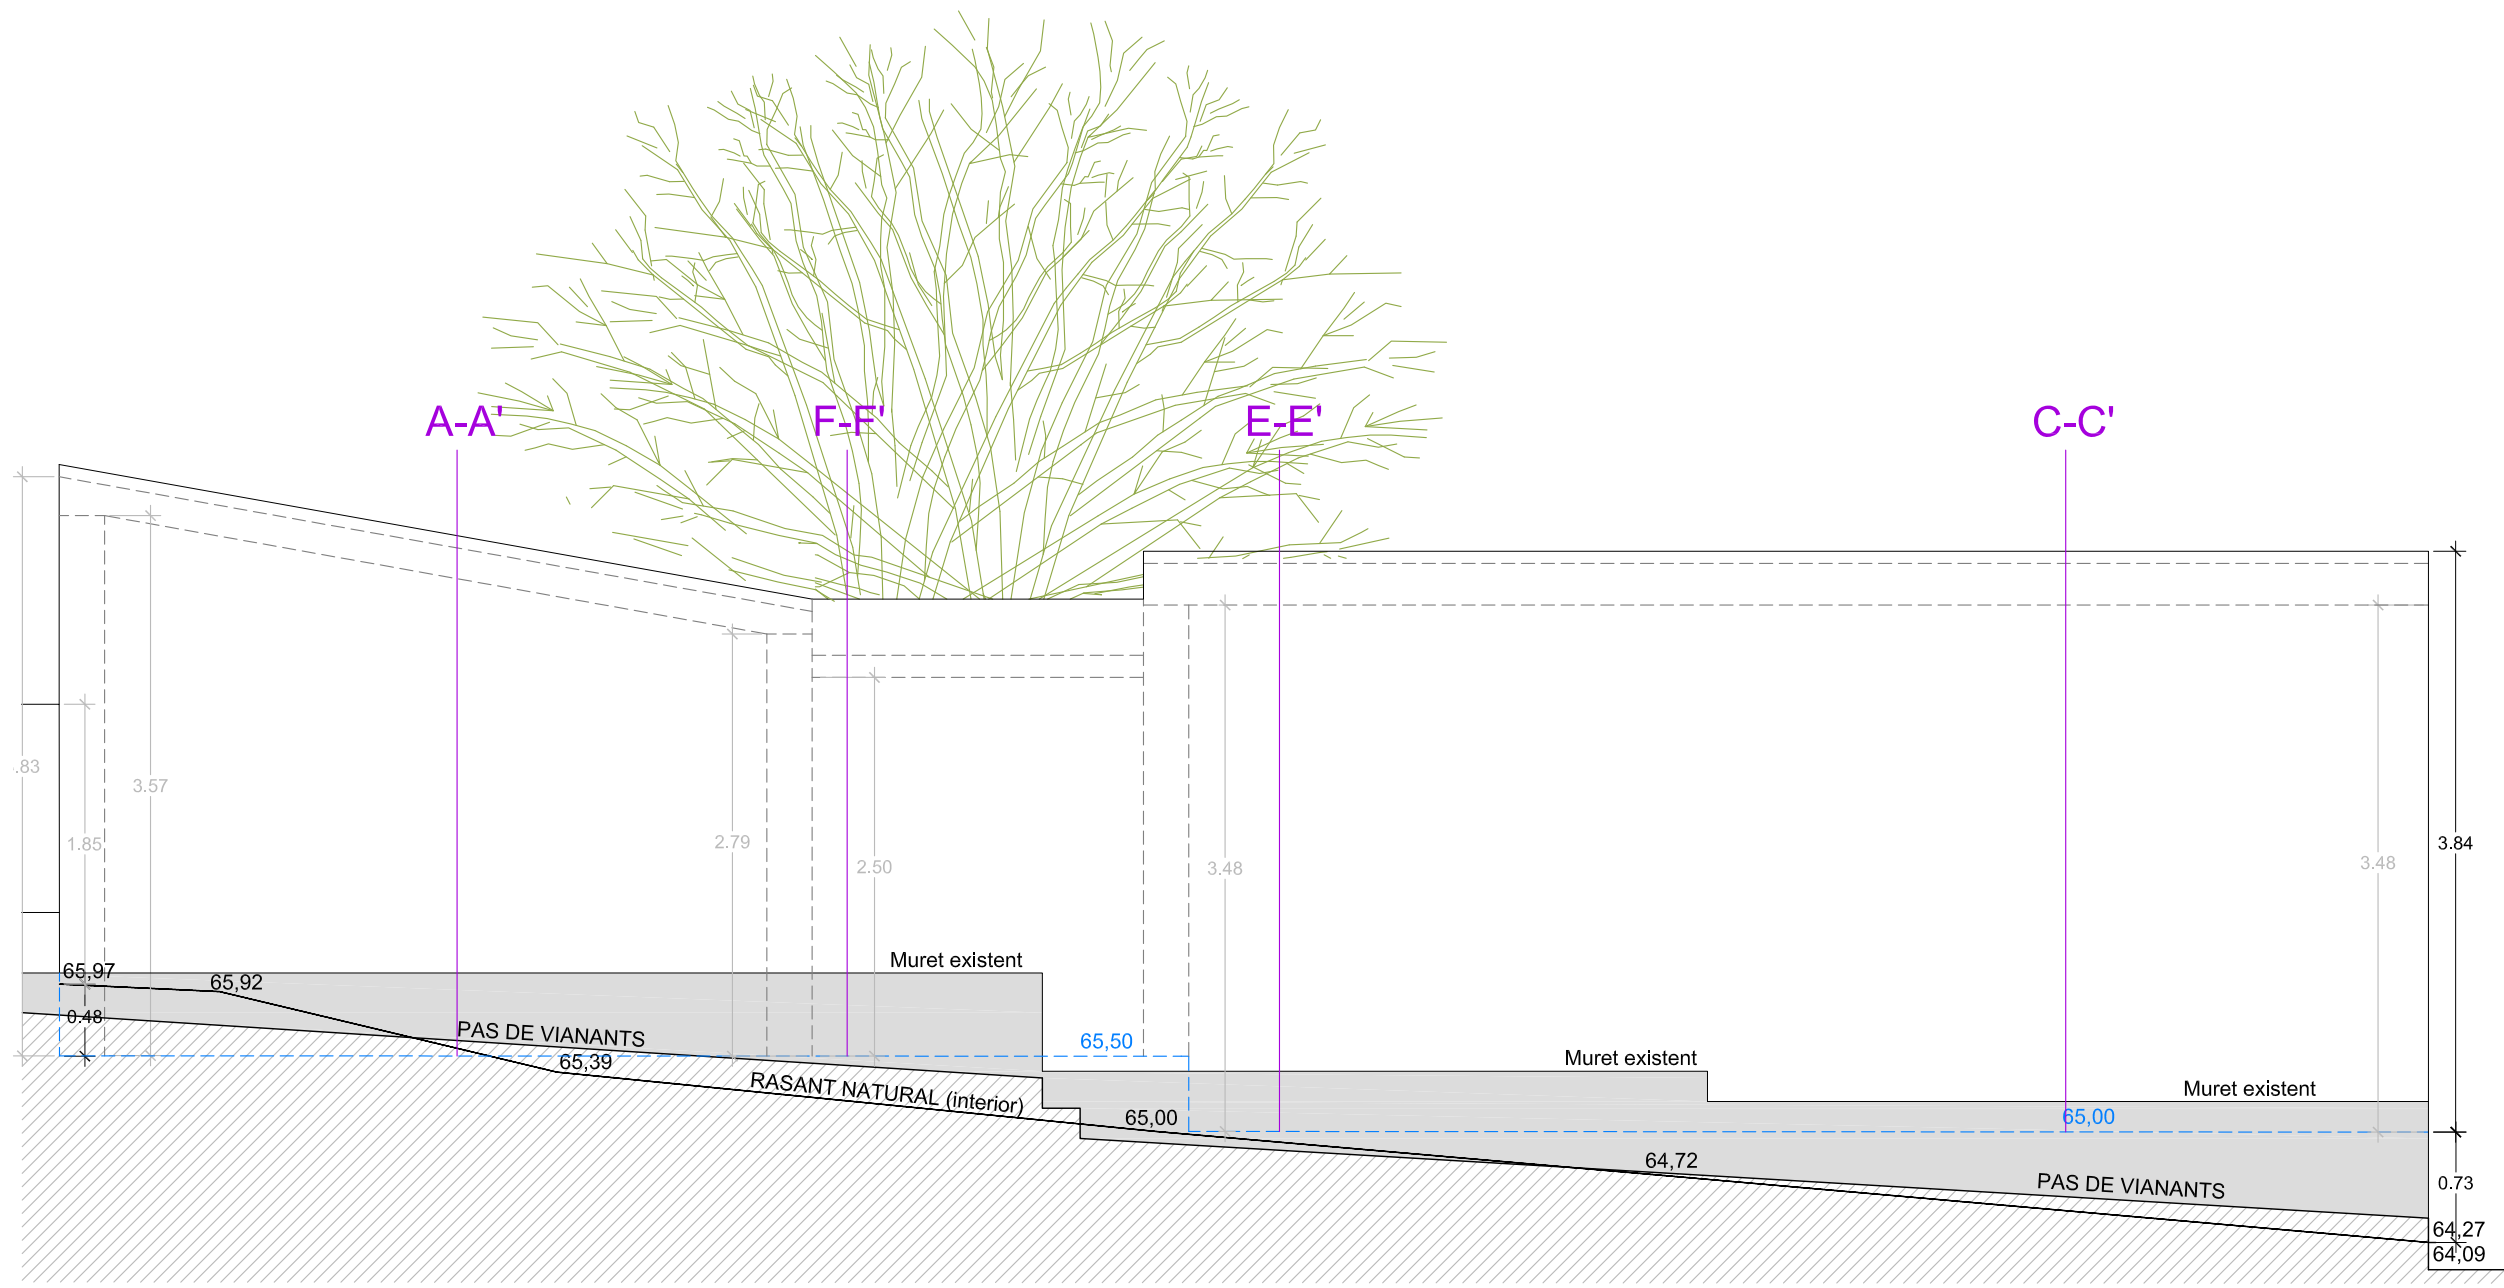 A-A'
F-F'
E-E'
C-C'
.83
3.57
1.85
2.79
2.50
3.48
3.48
3.84
Muret existent
65,97
65,92
0.48
PAS DE VIANANTS
65,50
65,39
Muret existent
RASANT NATURAL (interior)
Muret existent
65,00
65,00
64,72
PAS DE VIANANTS
0.73
64,27
64,09